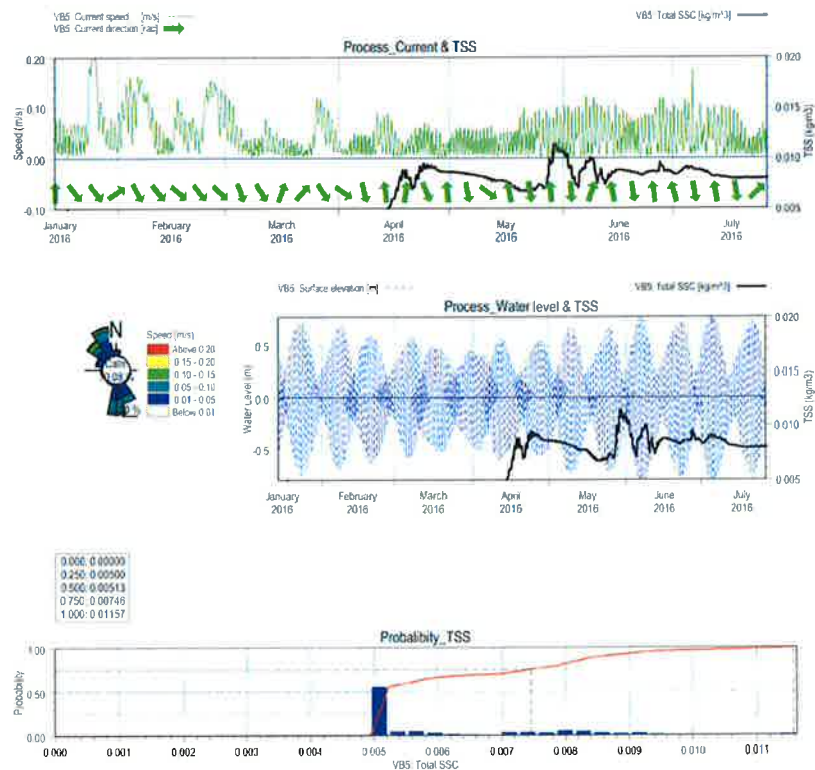 VB5: Current speed [m/s]
VB5: Current direction [rad]
VB5: Total SSC [kg/m^3]
Process_Current & TSS
0.20
0.10
0.00
-0.10
Speed (m/s)
0.020
0.015
0.010
0.005
TSS (kg/m3)
January 2016
February 2016
March 2016
April 2016
May 2016
June 2016
July 2016
VB5: Surface elevation [m]
VB5: Total SSC [kg/m^3]
Process_Water level & TSS
N
Calm
Speed (m/s)
Above 0.20
0.15 - 0.20
0.10 - 0.15
0.05 - 0.10
0.01 - 0.05
Below 0.01
0.5
0.0
-0.5
Water Level (m)
0.020
0.015
0.010
0.005
TSS (kg/m3)
January 2016
February 2016
March 2016
April 2016
May 2016
June 2016
July 2016
0.000: 0.00000
0.250: 0.00500
0.500: 0.00513
0.750: 0.00746
1.000: 0.01157
Probalibity_TSS
1.00
0.50
0.00
Probability
0.000 0.001 0.002 0.003 0.004 0.005 0.006 0.007 0.008 0.009 0.010 0.011
VB5: Total SSC